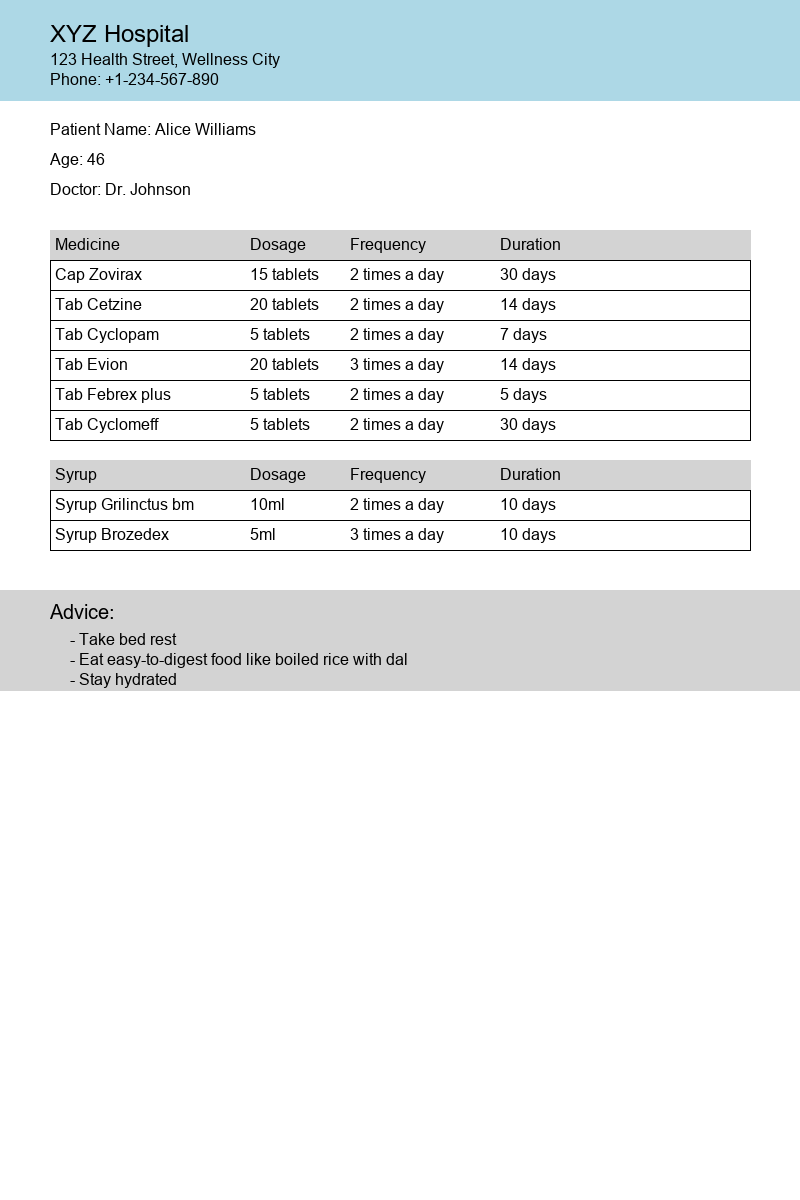 XYZ Hospital
123 Health Street, Wellness City
Phone: +1-234-567-890
Patient Name: Alice Williams
Age: 46
Doctor: Dr. Johnson
Medicine Dosage Frequency Duration
Cap Zovirax 15 tablets 2 times a day 30 days
Tab Cetzine 20 tablets 2 times a day 14 days
Tab Cyclopam 5 tablets 2 times a day 7 days
Tab Evion 20 tablets 3 times a day 14 days
Tab Febrex plus 5 tablets 2 times a day 5 days
Tab Cyclomeff 5 tablets 2 times a day 30 days
Syrup Dosage Frequency Duration
Syrup Grilinctus bm 10ml 2 times a day 10 days
Syrup Brozedex 5ml 3 times a day 10 days
Advice:
- Take bed rest
- Eat easy-to-digest food like boiled rice with dal
- Stay hydrated